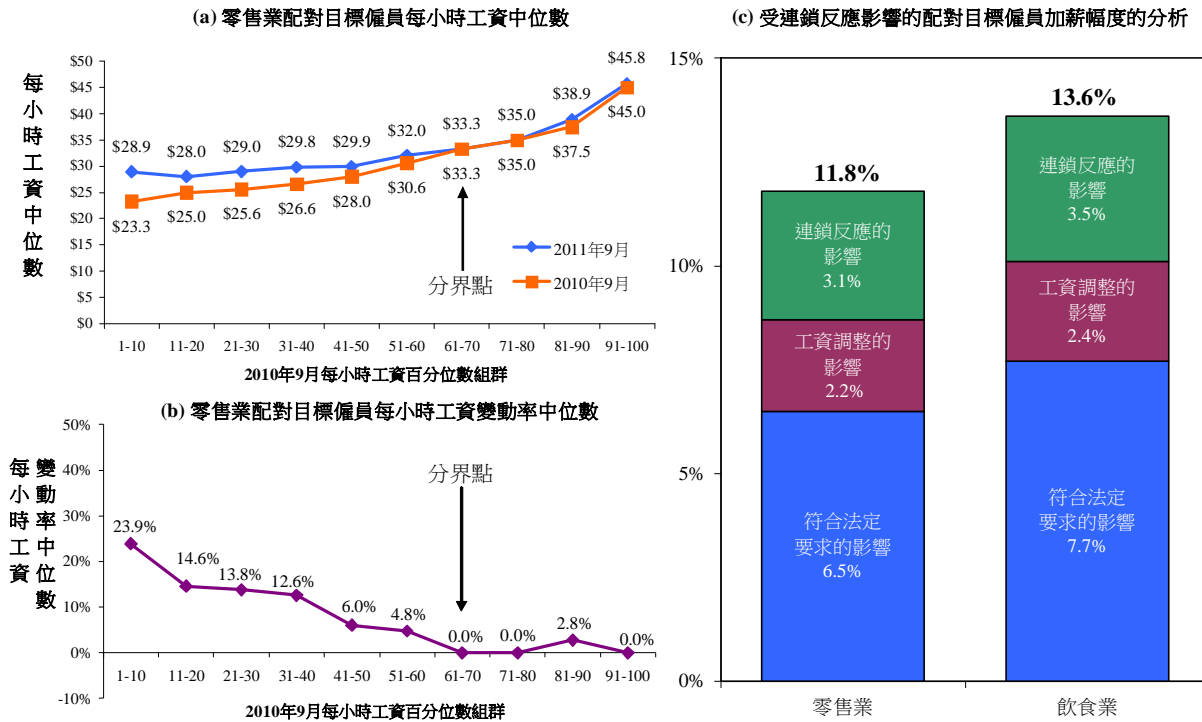 (a) 零售業配對目標僱員每小時工資中位數
每小時工資中位數
$50
$45
$40
$35
$30
$25
$20
$15
$10
$5
$0
$28.9
$28.0
$29.0
$29.8
$29.9
$32.0
$33.3
$35.0
$38.9
$45.8
$23.3
$25.0
$25.6
$26.6
$28.0
$30.6
$33.3
$35.0
$37.5
$45.0
分界點
2011年9月
2010年9月
1-10 11-20 21-30 31-40 41-50 51-60 61-70 71-80 81-90 91-100
2010年9月每小時工資百分位數組群
(b) 零售業配對目標僱員每小時工資變動率中位數
每小時工資
變動率中位數
50%
40%
30%
20%
10%
0%
-10%
分界點
23.9%
14.6%
13.8%
12.6%
6.0%
4.8%
0.0%
0.0%
2.8%
0.0%
1-10 11-20 21-30 31-40 41-50 51-60 61-70 71-80 81-90 91-100
2010年9月每小時工資百分位數組群
(c) 受連鎖反應影響的配對目標僱員加薪幅度的分析
15%
10%
5%
0%
11.8%
連鎖反應的
影響
3.1%
工資調整的
影響
2.2%
符合法定
要求的影響
6.5%
零售業
13.6%
連鎖反應的
影響
3.5%
工資調整的
影響
2.4%
符合法定
要求的影響
7.7%
飲食業